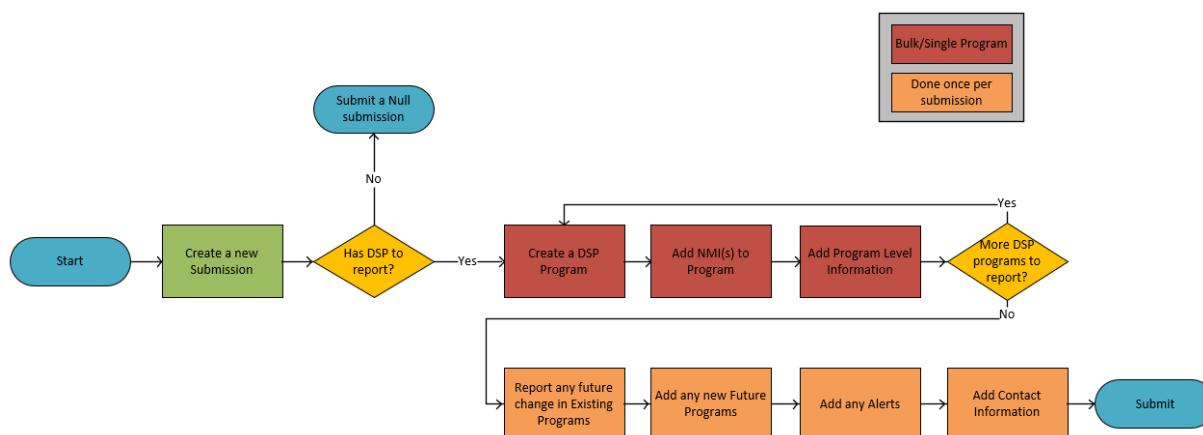 Bulk/Single Program
Done once per
submission
Submit a Null
submission
No
Yes
Start
Create a new
Submission
Has DSP to
report?
Yes
Create a DSP
Program
Add NMI(s) to
Program
Add Program Level
Information
More DSP
programs to
report?
No
Report any future
change in Existing
Programs
Add any new Future
Programs
Add any Alerts
Add Contact
Information
Submit